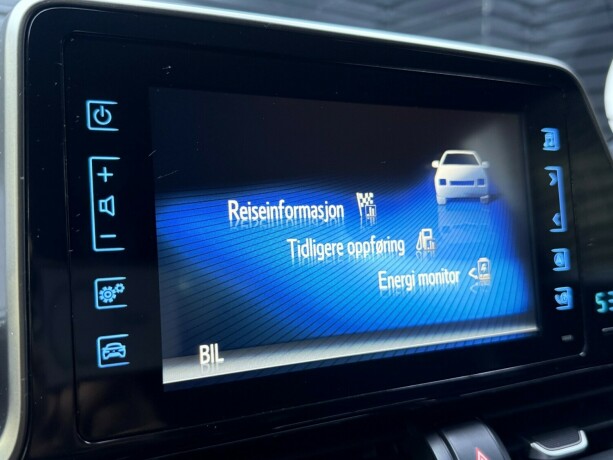 Reiseinformasjon
Tidligere oppføring
Energi monitor
BIL